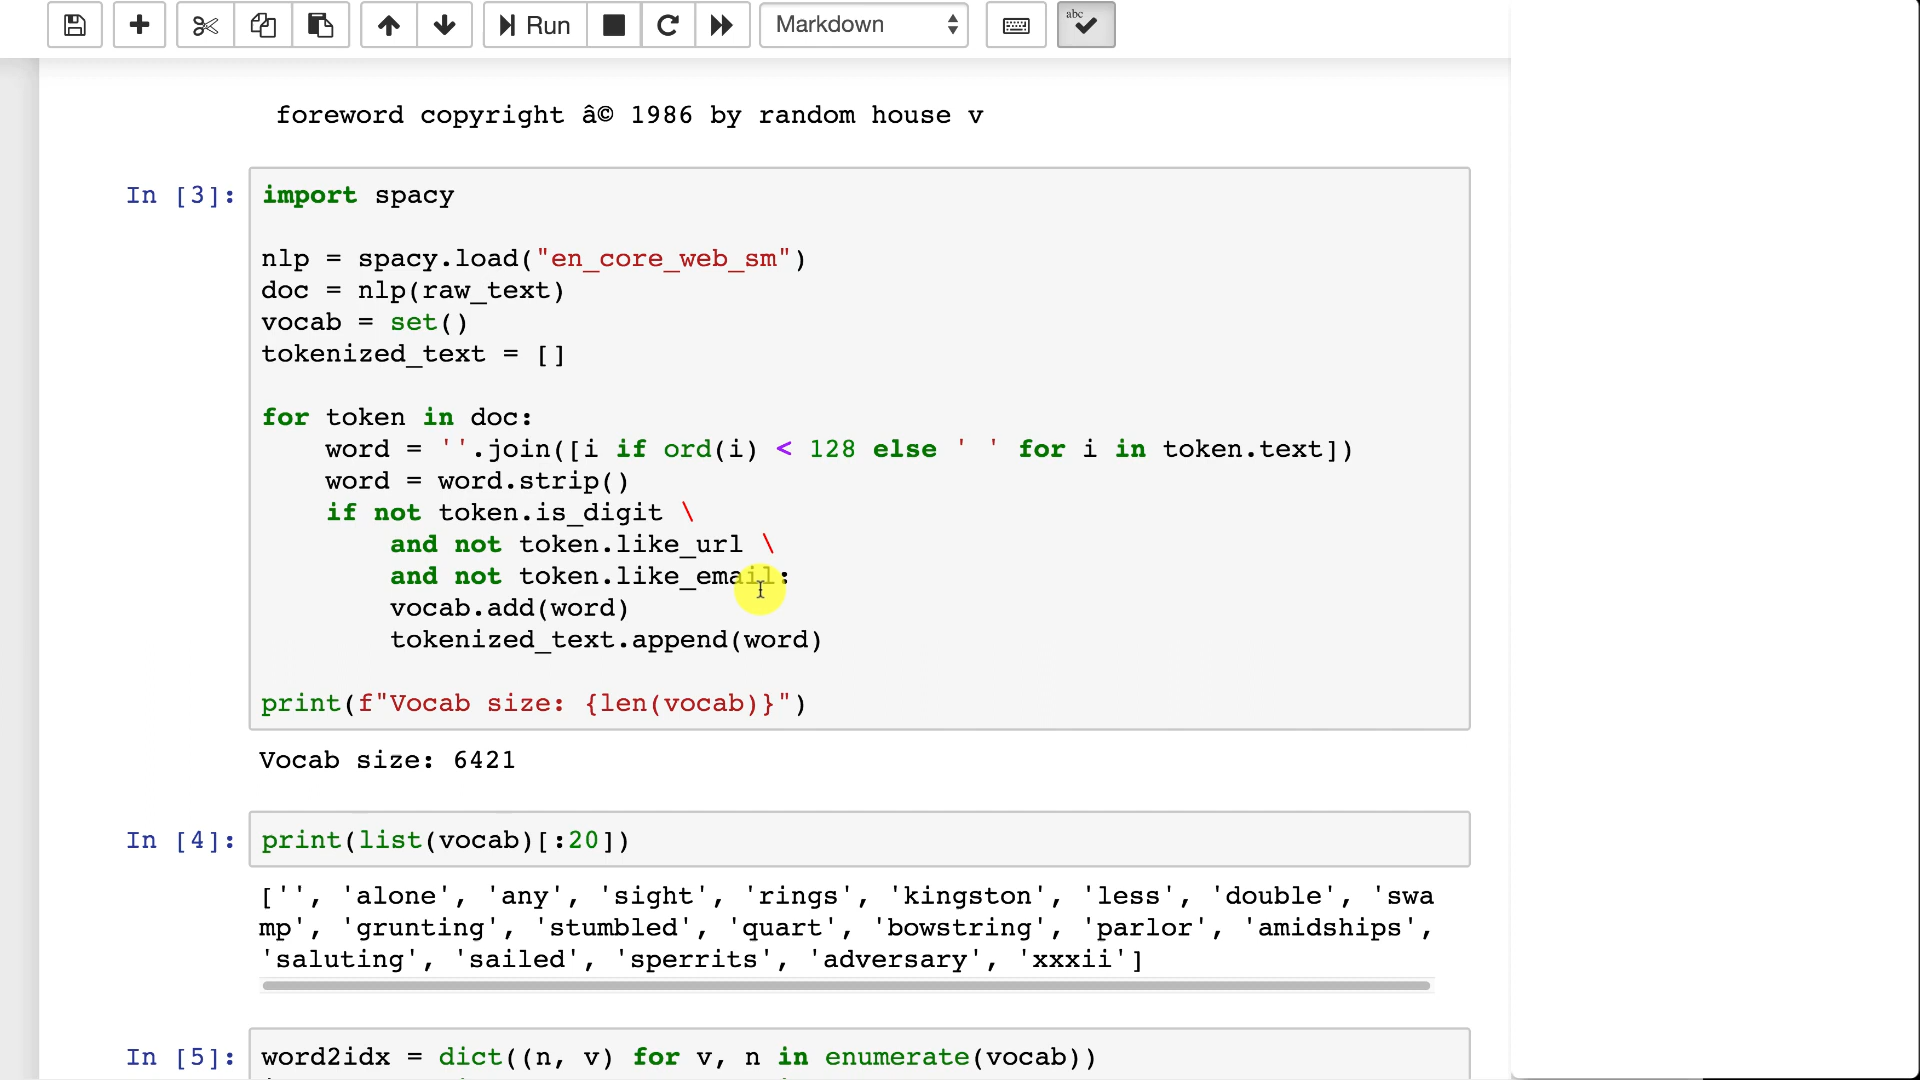 Run
Markdown
abc
foreword copyright â© 1986 by random house v
In [3]:
import spacy
nlp = spacy.load("en_core_web_sm")
doc = nlp(raw_text)
vocab = set()
tokenized_text = []
for token in doc:
    word = ''.join([i if ord(i) < 128 else ' ' for i in token.text])
    word = word.strip()
    if not token.is_digit \
        and not token.like_url \
        and not token.like_email:
        vocab.add(word)
        tokenized_text.append(word)
print(f"Vocab size: {len(vocab)}")
Vocab size: 6421
In [4]:
print(list(vocab)[:20])
['', 'alone', 'any', 'sight', 'rings', 'kingston', 'less', 'double', 'swa
mp', 'grunting', 'stumbled', 'quart', 'bowstring', 'parlor', 'amidships',
'saluting', 'sailed', 'sperrits', 'adversary', 'xxxii']
In [5]:
word2idx = dict((n, v) for v, n in enumerate(vocab))